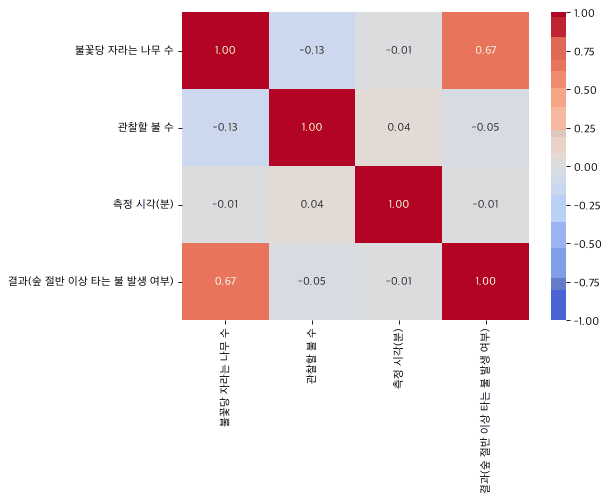 불꽃당 자라는 나무 수
관찰할 불 수
측정 시각(분)
결과(숲 절반 이상 타는 불 발생 여부)
1.00 -0.13 -0.01 0.67
-0.13 1.00 0.04 -0.05
-0.01 0.04 1.00 -0.01
0.67 -0.05 -0.01 1.00
불꽃당 자라는 나무 수
관찰할 불 수
측정 시각(분)
결과(숲 절반 이상 타는 불 발생 여부)
1.00
0.75
0.50
0.25
0.00
-0.25
-0.50
-0.75
-1.00